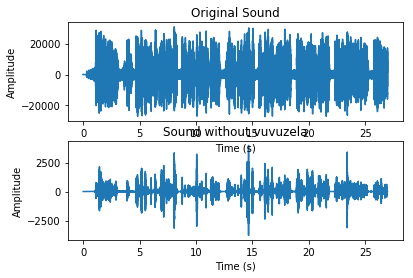 Original Sound
20000
0
−20000
Amplitude
0 5 10 15 20 25
Time (s)
Sound without vuvuzela
2500
0
−2500
Amplitude
0 5 10 15 20 25
Time (s)